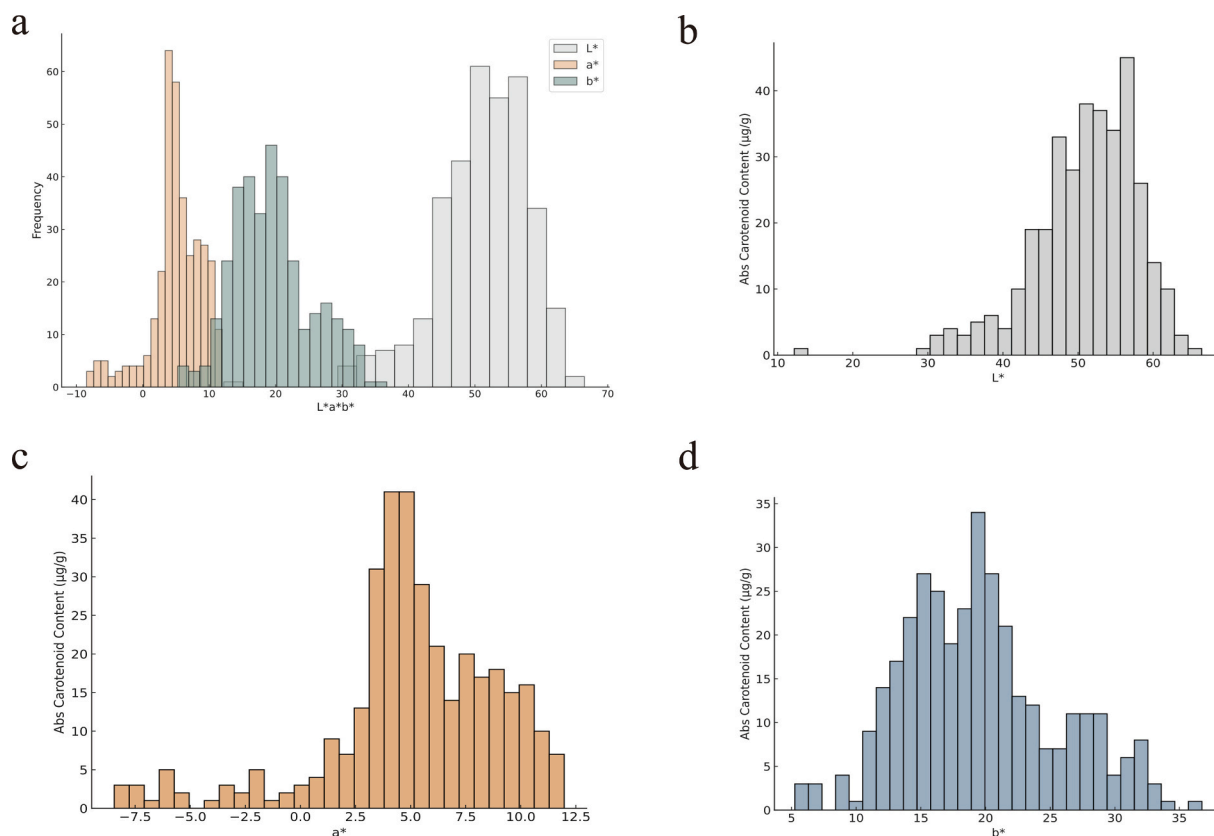 a
L*
a*
b*
Frequency
60
50
40
30
20
10
0
−10 0 10 20 30 40 50 60 70
L*a*b*
b
Abs Carotenoid Content (μg/g)
40
30
20
10
0
10 20 30 40 50 60
L*
c
Abs Carotenoid Content (μg/g)
40
35
30
25
20
15
10
5
0
−7.5 −5.0 −2.5 0.0 2.5 5.0 7.5 10.0 12.5
a*
d
Abs Carotenoid Content (μg/g)
35
30
25
20
15
10
5
0
5 10 15 20 25 30 35
b*